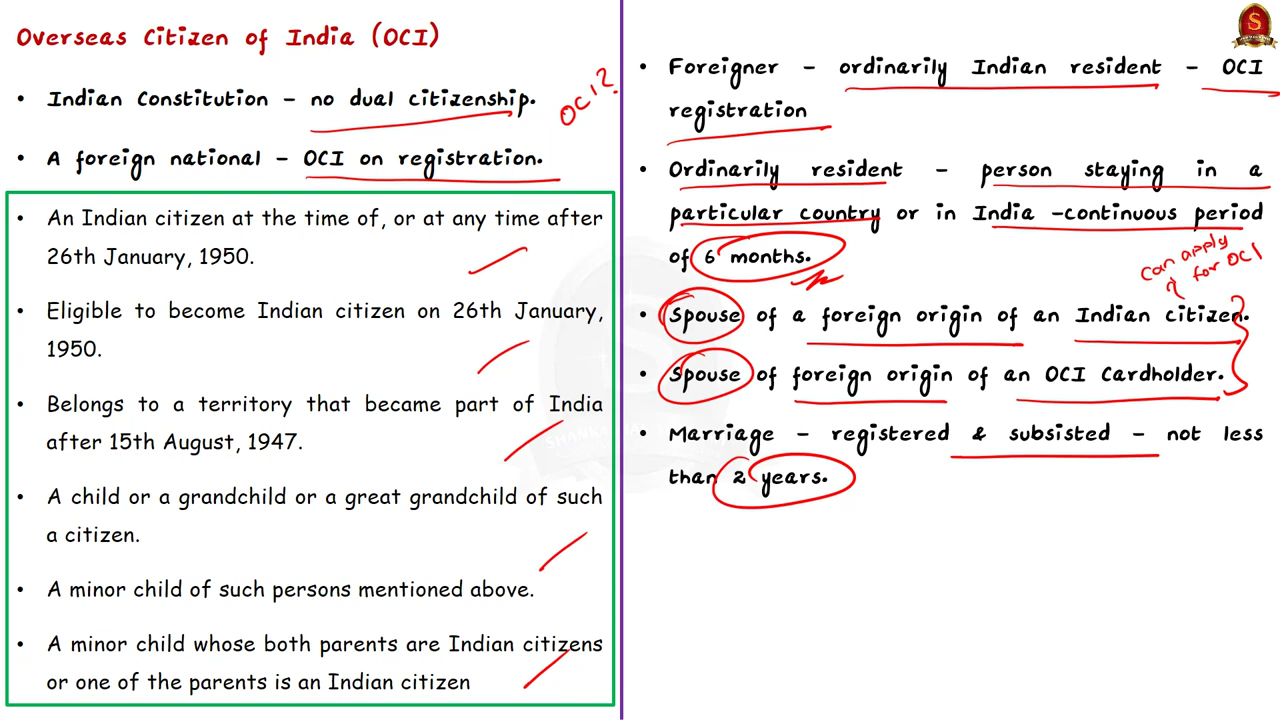 Overseas Citizen of India (OCI)
• Indian Constitution – no dual citizenship.
OCI?
• A foreign national – OCI on registration.
• An Indian citizen at the time of, or at any time after
26th January, 1950.
• Eligible to become Indian citizen on 26th January,
1950.
• Belongs to a territory that became part of India
after 15th August, 1947.
• A child or a grandchild or a great grandchild of such
a citizen.
• A minor child of such persons mentioned above.
• A minor child whose both parents are Indian citizens
or one of the parents is an Indian citizen
• Foreigner – ordinarily Indian resident – OCI
registration
• Ordinarily resident – person staying in a
particular country or in India –continuous period
of 6 months.
Can apply
for OCI
• Spouse of a foreign origin of an Indian citizen.
• Spouse of foreign origin of an OCI Cardholder.
• Marriage – registered & subsisted – not less
than 2 years.